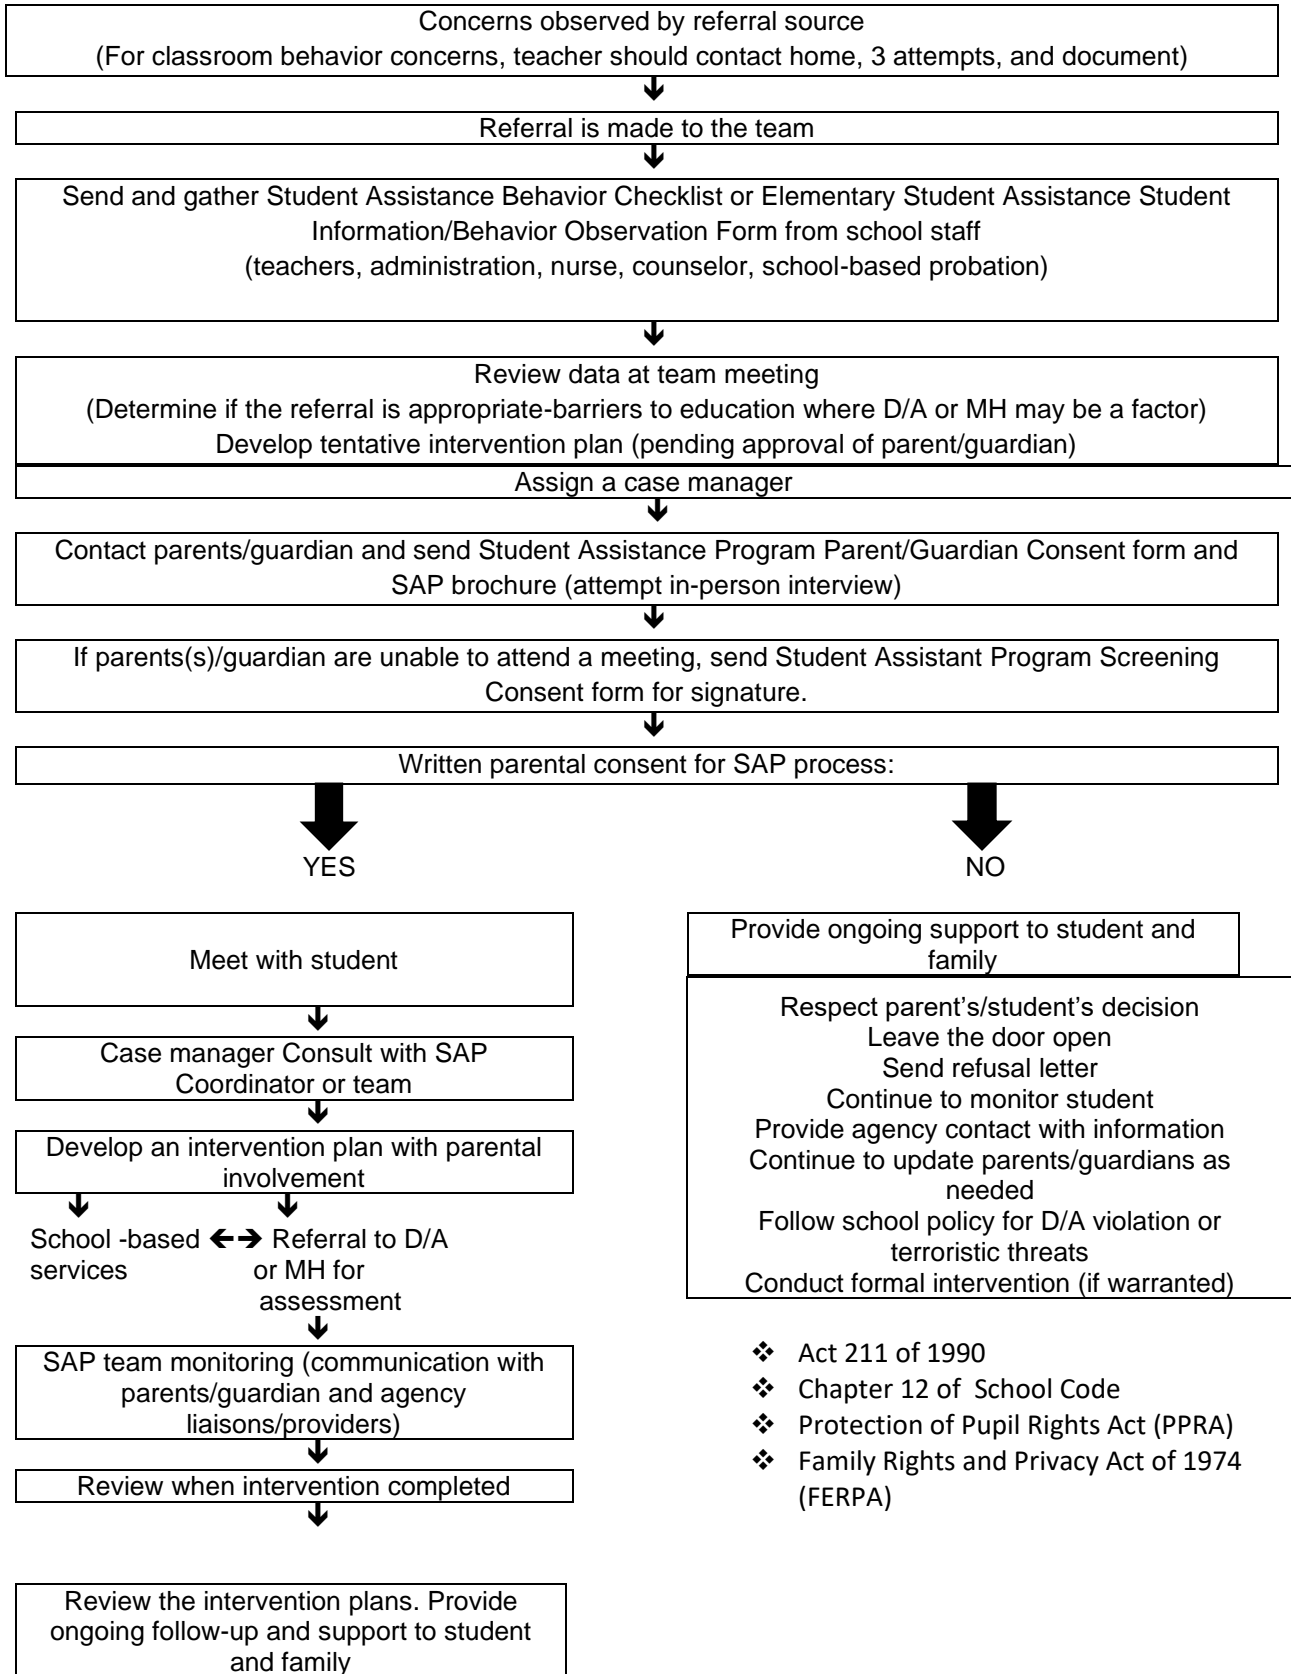 Concerns observed by referral source
(For classroom behavior concerns, teacher should contact home, 3 attempts, and document)
Referral is made to the team
Send and gather Student Assistance Behavior Checklist or Elementary Student Assistance Student
Information/Behavior Observation Form from school staff
(teachers, administration, nurse, counselor, school-based probation)
Review data at team meeting
(Determine if the referral is appropriate-barriers to education where D/A or MH may be a factor)
Develop tentative intervention plan (pending approval of parent/guardian)
Assign a case manager
Contact parents/guardian and send Student Assistance Program Parent/Guardian Consent form and
SAP brochure (attempt in-person interview)
If parents(s)/guardian are unable to attend a meeting, send Student Assistant Program Screening
Consent form for signature.
Written parental consent for SAP process:
YES
Meet with student
Case manager Consult with SAP
Coordinator or team
Develop an intervention plan with parental
involvement
School -based
services
Referral to D/A
or MH for
assessment
SAP team monitoring (communication with
parents/guardian and agency
liaisons/providers)
Review when intervention completed
Review the intervention plans. Provide
ongoing follow-up and support to student
and family
NO
Provide ongoing support to student and
family
Respect parent’s/student’s decision
Leave the door open
Send refusal letter
Continue to monitor student
Provide agency contact with information
Continue to update parents/guardians as
needed
Follow school policy for D/A violation or
terroristic threats
Conduct formal intervention (if warranted)
❖ Act 211 of 1990
❖ Chapter 12 of School Code
❖ Protection of Pupil Rights Act (PPRA)
❖ Family Rights and Privacy Act of 1974
(FERPA)